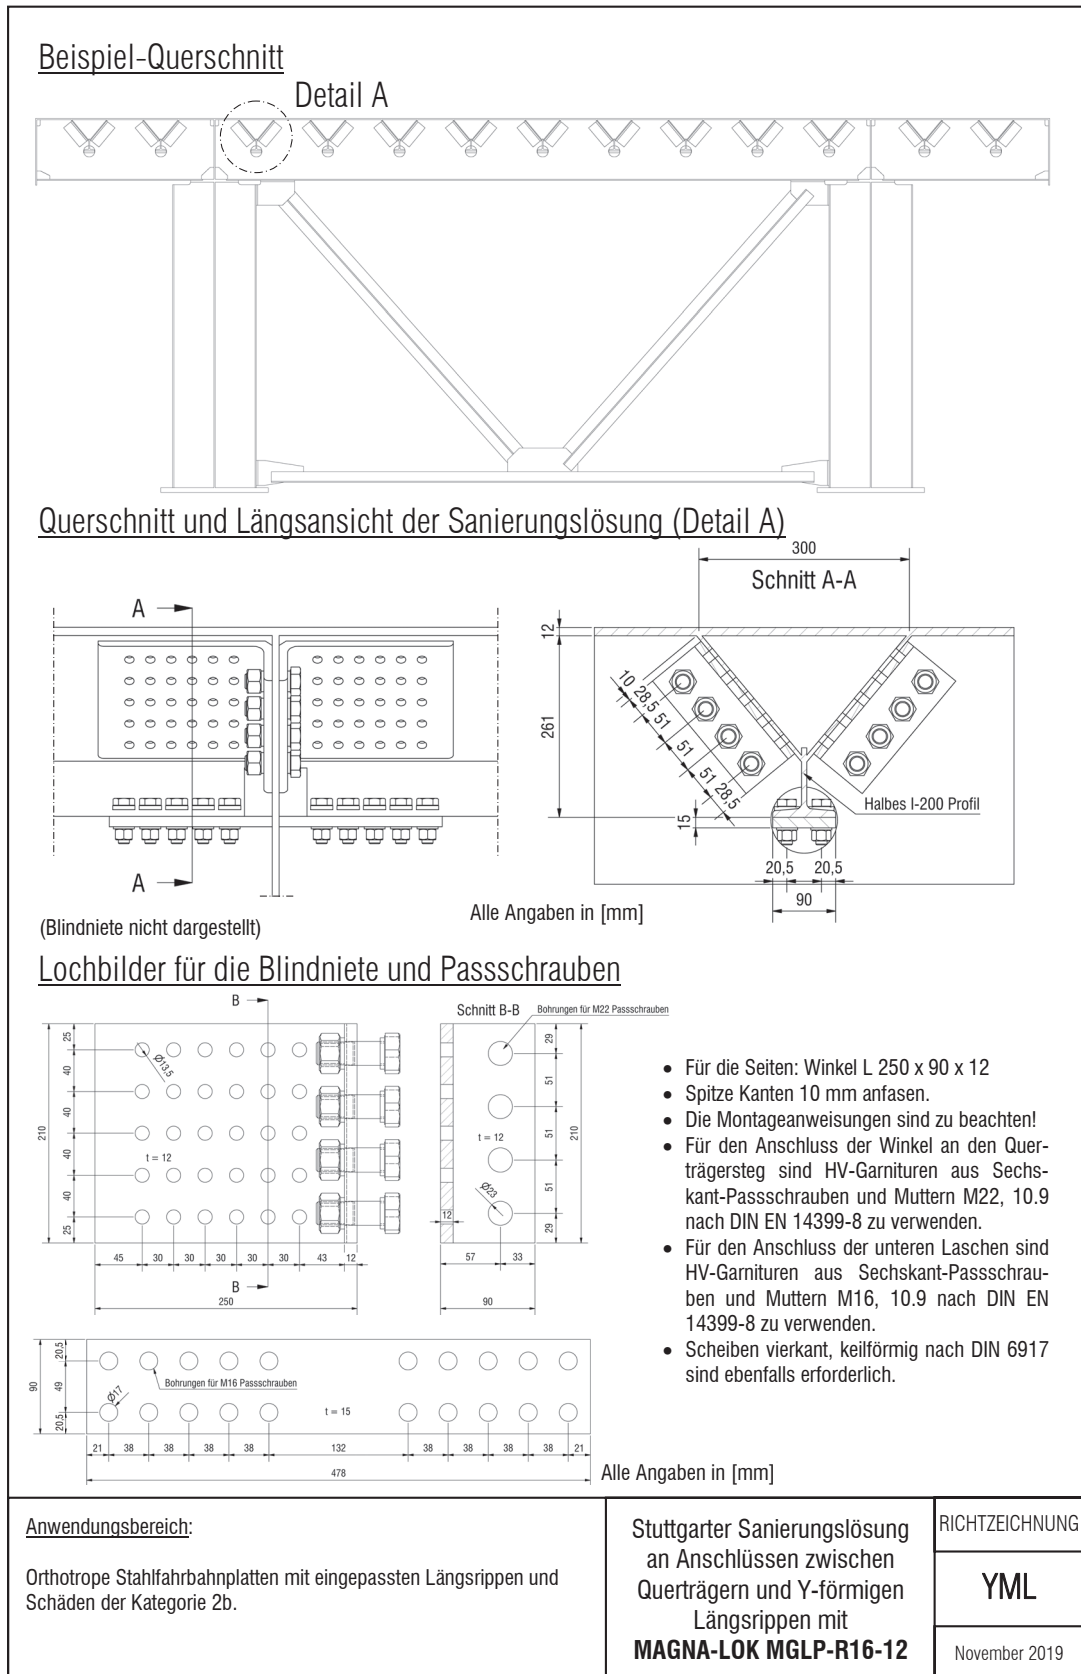 Beispiel-Querschnitt
Detail A
Querschnitt und Längsansicht der Sanierungslösung (Detail A)
300
Schnitt A-A
A
12
261
15
10
28,5
51
51
51
28,5
Halbes I-200 Profil
20,5
20,5
90
A
(Blindniete nicht dargestellt)
Alle Angaben in [mm]
Lochbilder für die Blindniete und Passschrauben
B
Schnitt B-B
Bohrungen für M22 Passschrauben
25
40
40
40
40
25
210
Ø13,5
t = 12
45
30
30
30
30
30
43
12
B
250
29
51
51
51
29
210
t = 12
Ø23
12
57
33
90
• Für die Seiten: Winkel L 250 x 90 x 12
• Spitze Kanten 10 mm anfasen.
• Die Montageanweisungen sind zu beachten!
• Für den Anschluss der Winkel an den Quer-
trägersteg sind HV-Garnituren aus Sechs-
kant-Passschrauben und Muttern M22, 10.9
nach DIN EN 14399-8 zu verwenden.
• Für den Anschluss der unteren Laschen sind
HV-Garnituren aus Sechskant-Passschrau-
ben und Muttern M16, 10.9 nach DIN EN
14399-8 zu verwenden.
• Scheiben vierkant, keilförmig nach DIN 6917
sind ebenfalls erforderlich.
20,5
49
20,5
90
Bohrungen für M16 Passschrauben
Ø17
t = 15
21
38
38
38
38
132
38
38
38
38
21
478
Alle Angaben in [mm]
Anwendungsbereich:
Orthotrope Stahlfahrbahnplatten mit eingepassten Längsrippen und
Schäden der Kategorie 2b.
Stuttgarter Sanierungslösung
an Anschlüssen zwischen
Querträgern und Y-förmigen
Längsrippen mit
MAGNA-LOK MGLP-R16-12
RICHTZEICHNUNG
YML
November 2019